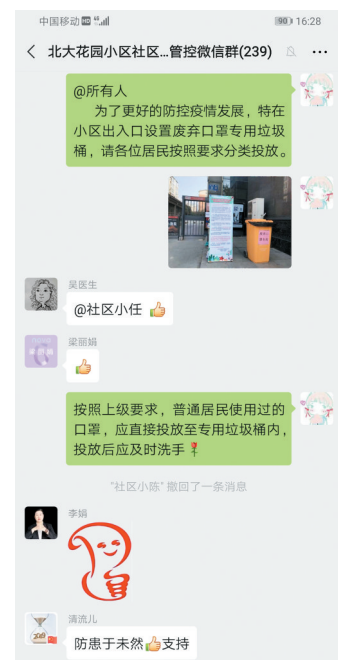 中国移动 HD 4G 90 16:28
北大花园小区社区...管控微信群(239)
@所有人
为了更好的防控疫情发展，特在
小区出入口设置废弃口罩专用垃圾
桶，请各位居民按照要求分类投放。
吴医生
@社区小任 👍
梁丽娟
👍
按照上级要求，普通居民使用过的
口罩，应直接投放至专用垃圾桶内，
投放后应及时洗手🌹
"社区小陈" 撤回了一条消息
李娟
清流儿
防患于未然👍支持